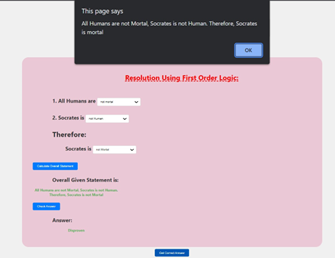 This page says
All Humans are not Mortal, Socrates is not Human. Therefore, Socrates
is mortal
OK
Resolution Using First Order Logic:
1. All Humans are not Mortal
2. Socrates is not Human
Therefore:
Socrates is not Mortal
Calculate Overall Statement
Overall Given Statement is:
All Humans are not Mortal, Socrates is not Human.
Therefore, Socrates is not Mortal
Check Answer
Answer: